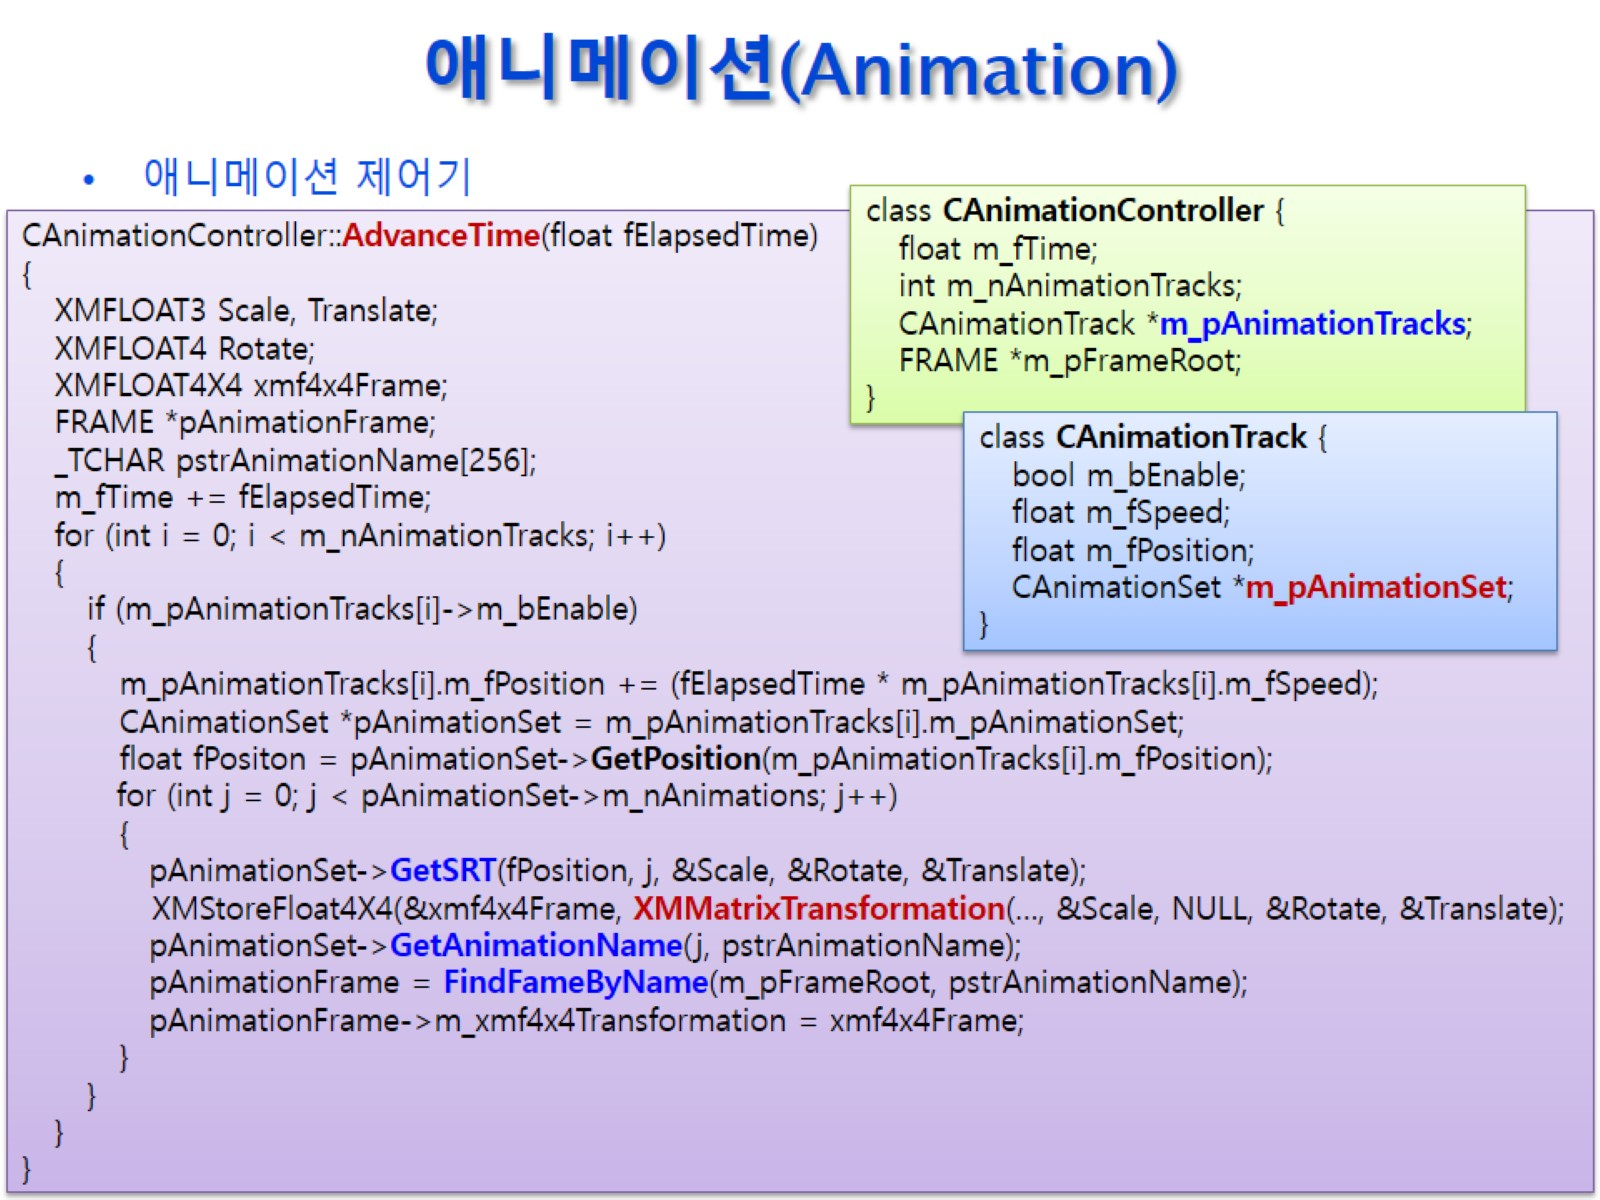 애니메이션(Animation)
• 애니메이션 제어기
CAnimationController::AdvanceTime(float fElapsedTime)
{
XMFLOAT3 Scale, Translate;
XMFLOAT4 Rotate;
XMFLOAT4X4 xmf4x4Frame;
FRAME *pAnimationFrame;
_TCHAR pstrAnimationName[256];
m_fTime += fElapsedTime;
for (int i = 0; i < m_nAnimationTracks; i++)
{
if (m_pAnimationTracks[i]->m_bEnable)
{
m_pAnimationTracks[i].m_fPosition += (fElapsedTime * m_pAnimationTracks[i].m_fSpeed);
CAnimationSet *pAnimationSet = m_pAnimationTracks[i].m_pAnimationSet;
float fPositon = pAnimationSet->GetPosition(m_pAnimationTracks[i].m_fPosition);
for (int j = 0; j < pAnimationSet->m_nAnimations; j++)
{
pAnimationSet->GetSRT(fPosition, j, &Scale, &Rotate, &Translate);
XMStoreFloat4X4(&xmf4x4Frame, XMMatrixTransformation(..., &Scale, NULL, &Rotate, &Translate);
pAnimationSet->GetAnimationName(j, pstrAnimationName);
pAnimationFrame = FindFameByName(m_pFrameRoot, pstrAnimationName);
pAnimationFrame->m_xmf4x4Transformation = xmf4x4Frame;
}
}
}
}
class CAnimationController {
float m_fTime;
int m_nAnimationTracks;
CAnimationTrack *m_pAnimationTracks;
FRAME *m_pFrameRoot;
}
class CAnimationTrack {
bool m_bEnable;
float m_fSpeed;
float m_fPosition;
CAnimationSet *m_pAnimationSet;
}